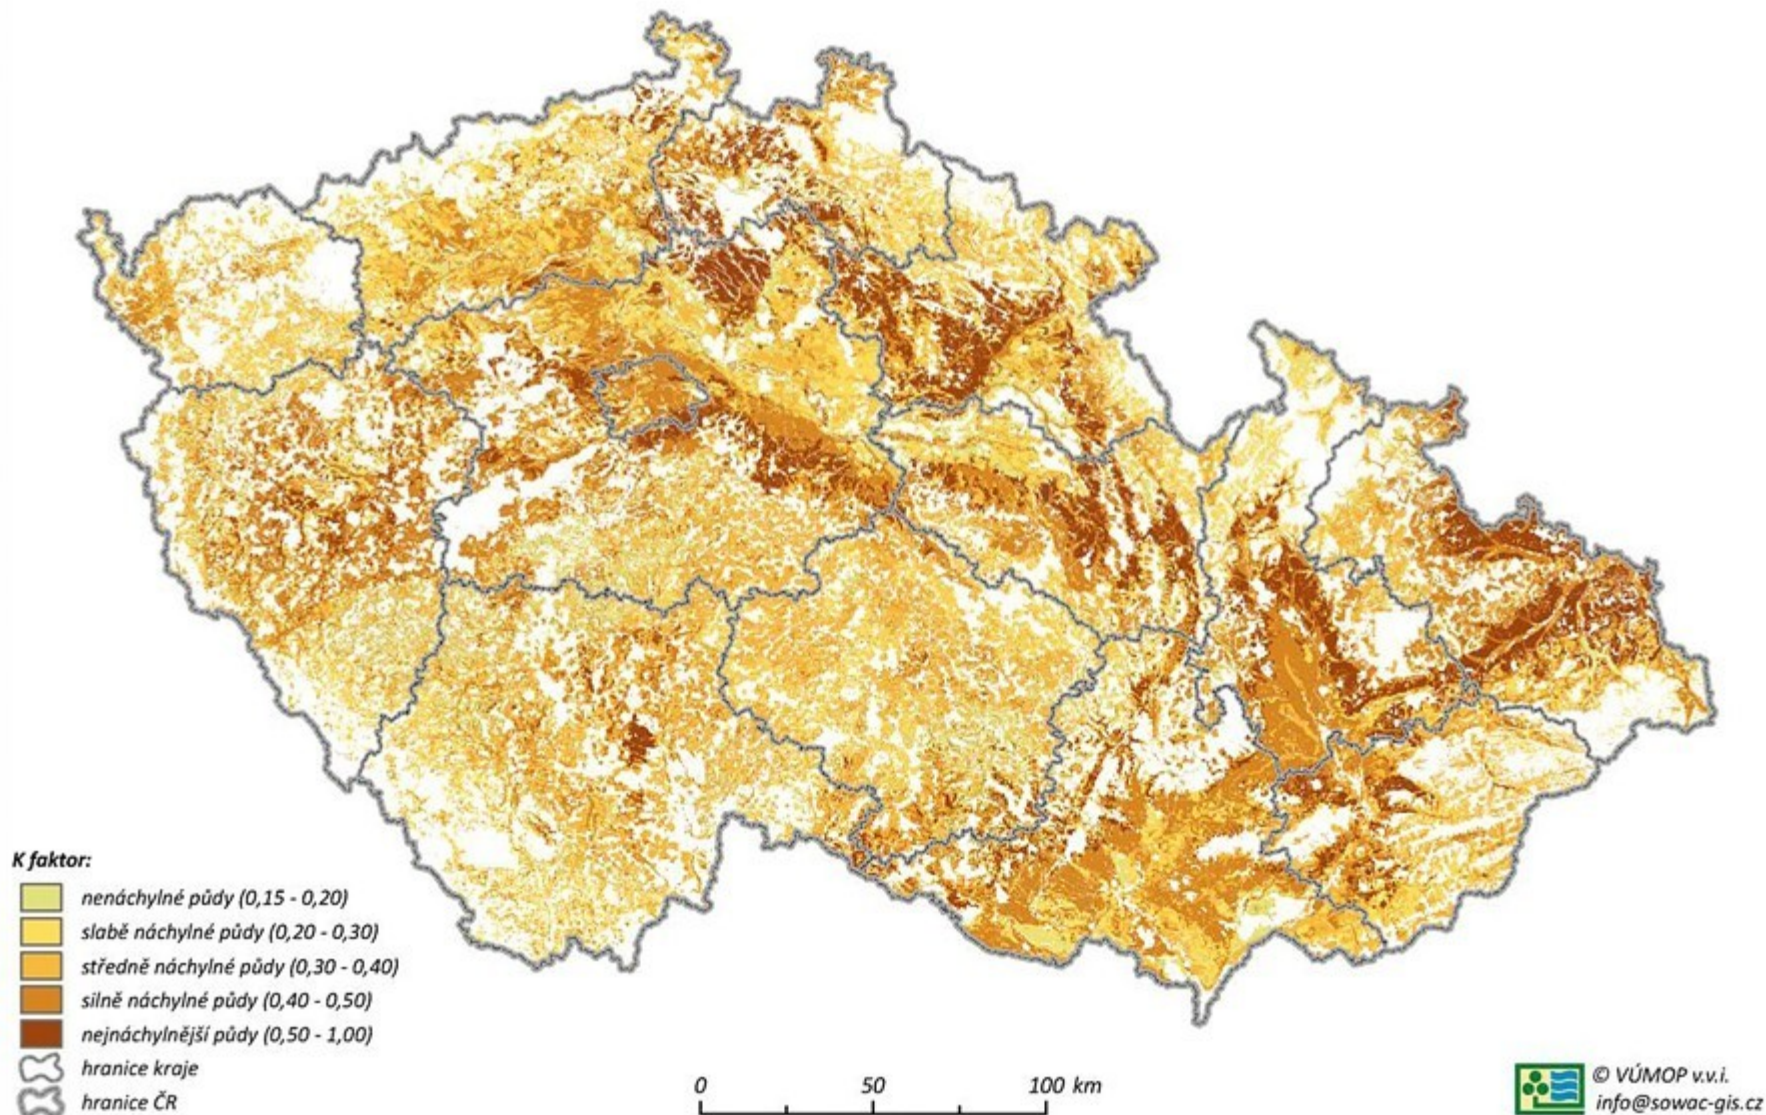 K faktor:
nenáchylné půdy (0,15 - 0,20)
slabě náchylné půdy (0,20 - 0,30)
středně náchylné půdy (0,30 - 0,40)
silně náchylné půdy (0,40 - 0,50)
nejnáchylnější půdy (0,50 - 1,00)
hranice kraje
hranice ČR
0 50 100 km
© VÚMOP v.v.i.
info@sowac-gis.cz